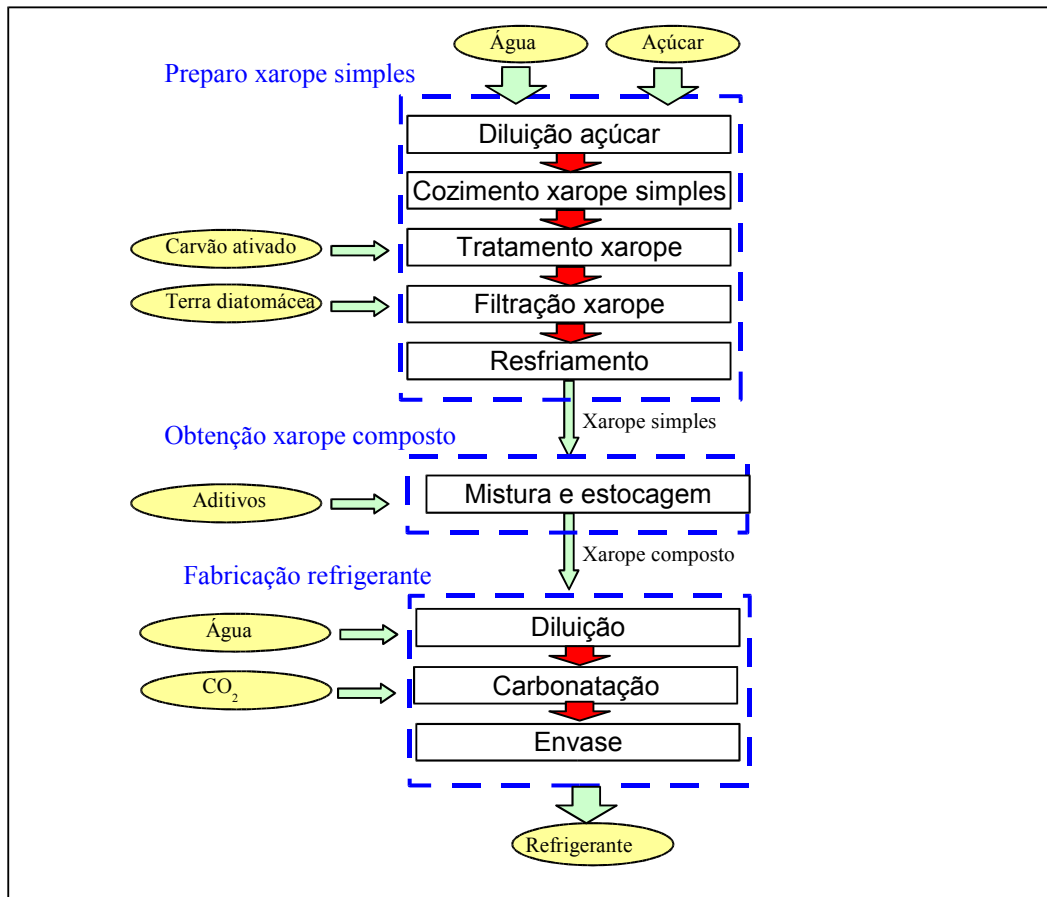 Água
Açúcar
Preparo xarope simples
Diluição açúcar
Cozimento xarope simples
Carvão ativado
Tratamento xarope
Terra diatomácea
Filtração xarope
Resfriamento
Xarope simples
Obtenção xarope composto
Aditivos
Mistura e estocagem
Xarope composto
Fabricação refrigerante
Água
Diluição
CO2
Carbonatação
Envase
Refrigerante